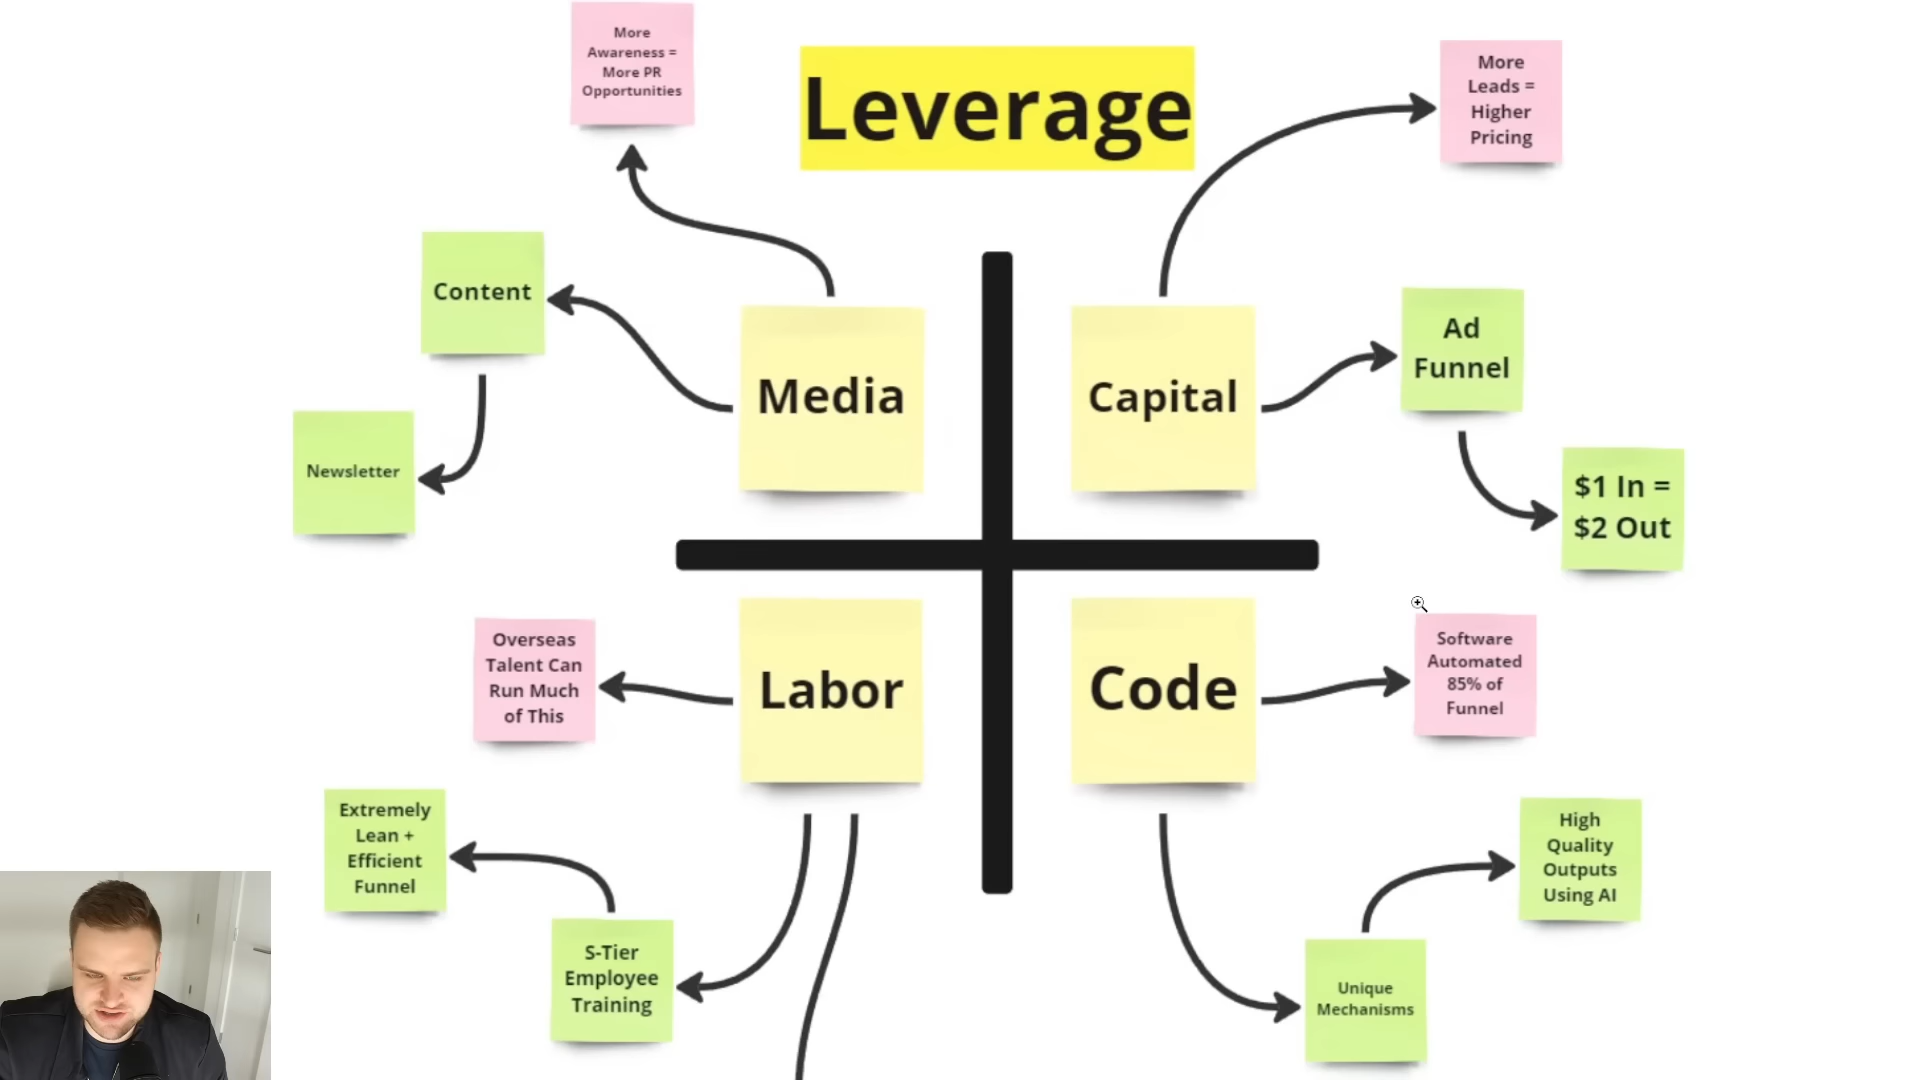 More
Awareness =
More PR
Opportunities
Leverage
More
Leads =
Higher
Pricing
Content
Newsletter
Media
Capital
Ad
Funnel
$1 In =
$2 Out
Overseas
Talent Can
Run Much
of This
Labor
Code
Software
Automated
85% of
Funnel
Extremely
Lean +
Efficient
Funnel
S-Tier
Employee
Training
High
Quality
Outputs
Using AI
Unique
Mechanisms